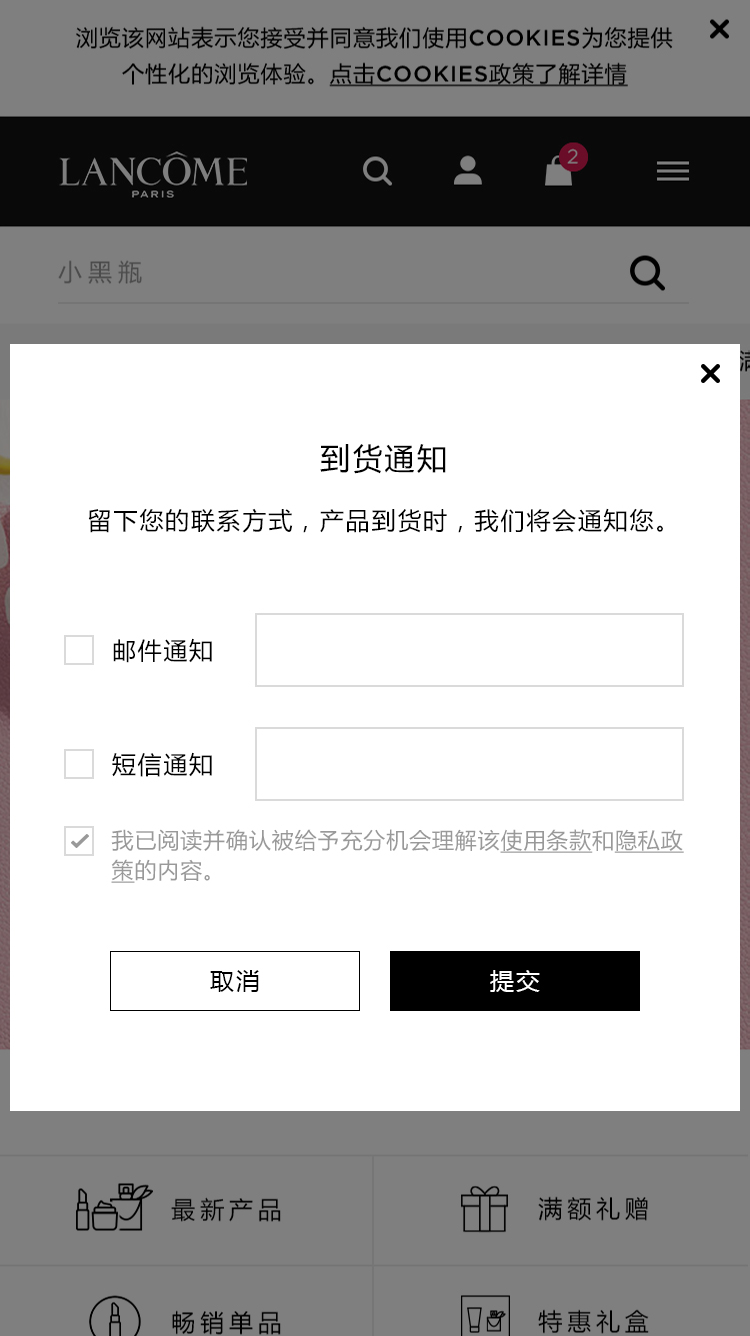 浏览该网站表示您接受并同意我们使用COOKIES为您提供
个性化的浏览体验。点击COOKIES政策了解详情
LANCÔME
PARIS
2
小黑瓶
满
到货通知
留下您的联系方式，产品到货时，我们将会通知您。
邮件通知
短信通知
我已阅读并确认被给予充分机会理解该使用条款和隐私政
策的内容。
取消
提交
最新产品
满额礼赠
畅销单品
特惠礼盒